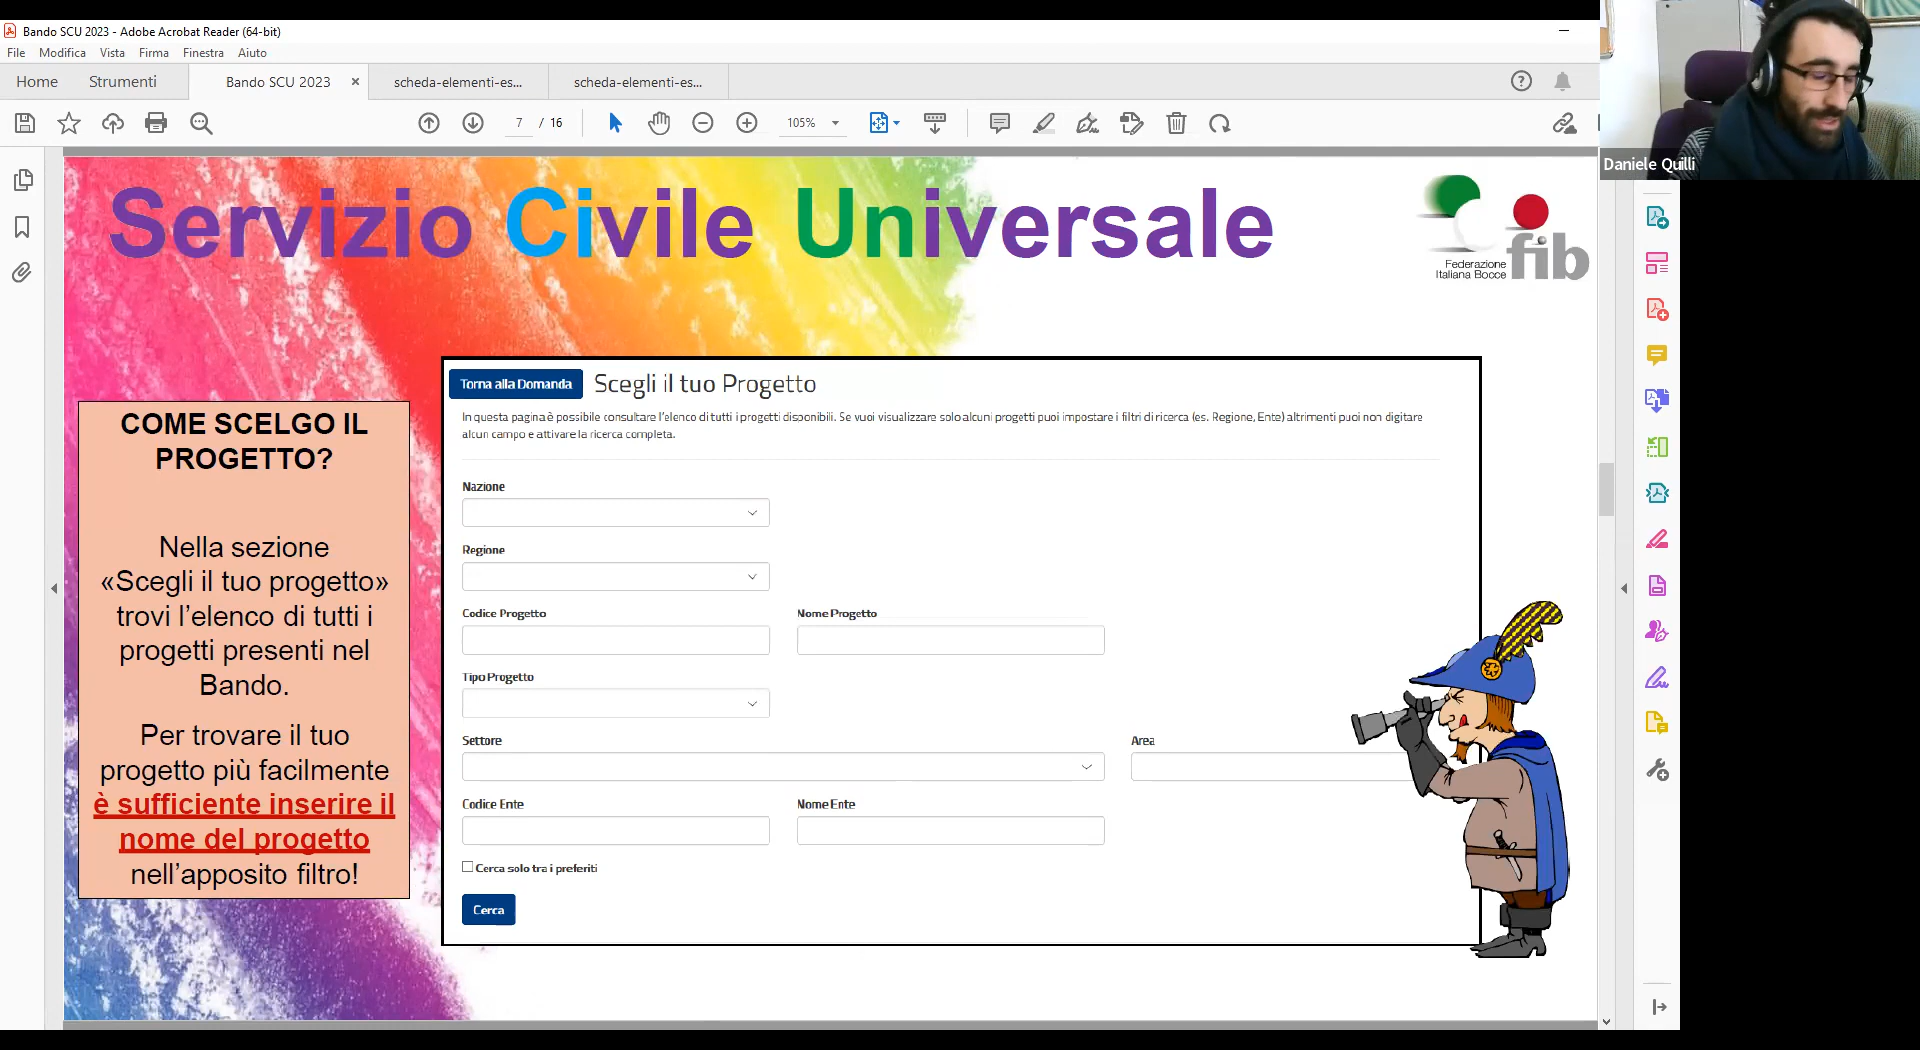 Bando SCU 2023 - Adobe Acrobat Reader (64-bit)
File Modifica Vista Firma Finestra Aiuto
Home Strumenti Bando SCU 2023 × scheda-elementi-es... scheda-elementi-es...
7 / 16 105%
Daniele Quilli
Servizio Civile Universale
Federazione
Italiana Bocce
fib
COME SCELGO IL
PROGETTO?
Nella sezione
«Scegli il tuo progetto»
trovi l'elenco di tutti i
progetti presenti nel
Bando.
Per trovare il tuo
progetto più facilmente
è sufficiente inserire il
nome del progetto
nell'apposito filtro!
Torna alla Domanda Scegli il tuo Progetto
In questa pagina è possibile consultare l'elenco di tutti i progetti disponibili. Se vuoi visualizzare solo alcuni progetti puoi impostare i filtri di ricerca (es. Regione, Ente) altrimenti puoi non digitare
alcun campo e attivare la ricerca completa.
Nazione
Regione
Codice Progetto Nome Progetto
Tipo Progetto
Settore Area
Codice Ente Nome Ente
Cerca solo tra i preferiti
Cerca